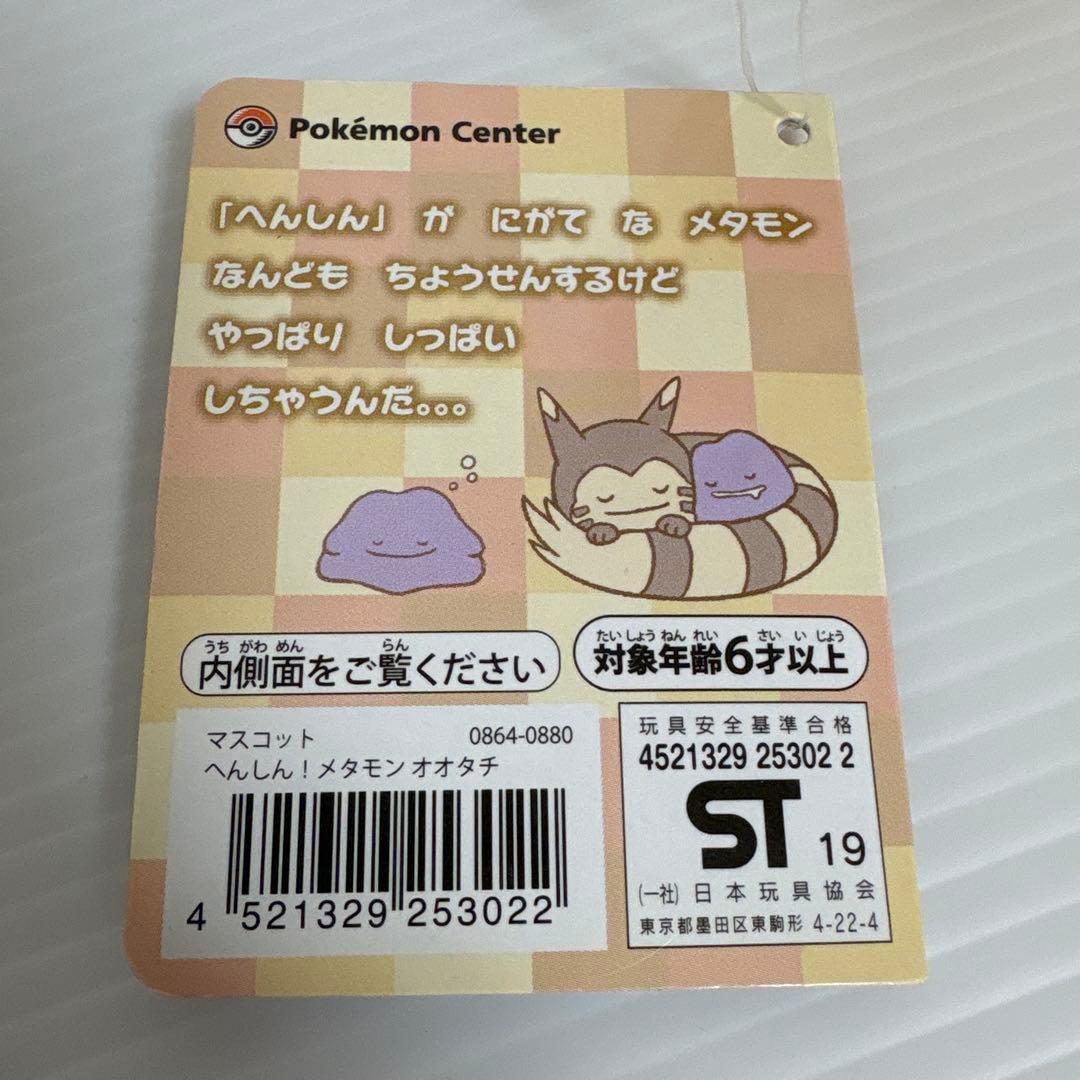 Pokémon Center
「へんしん」 が にがて な メタモン
なんども ちょうせんするけど
やっぱり しっぱい
しちゃうんだ。。。
うち がわ めん らん
内側面をご覧ください
たい しょう ねん れい さい い じょう
対象年齢6才以上
マスコット 0864-0880
へんしん！メタモン オオタチ
4 521329 253022
玩具安全基準合格
4521329 25302 2
ST 19
(一社) 日本玩具協会
東京都墨田区東駒形 4-22-4